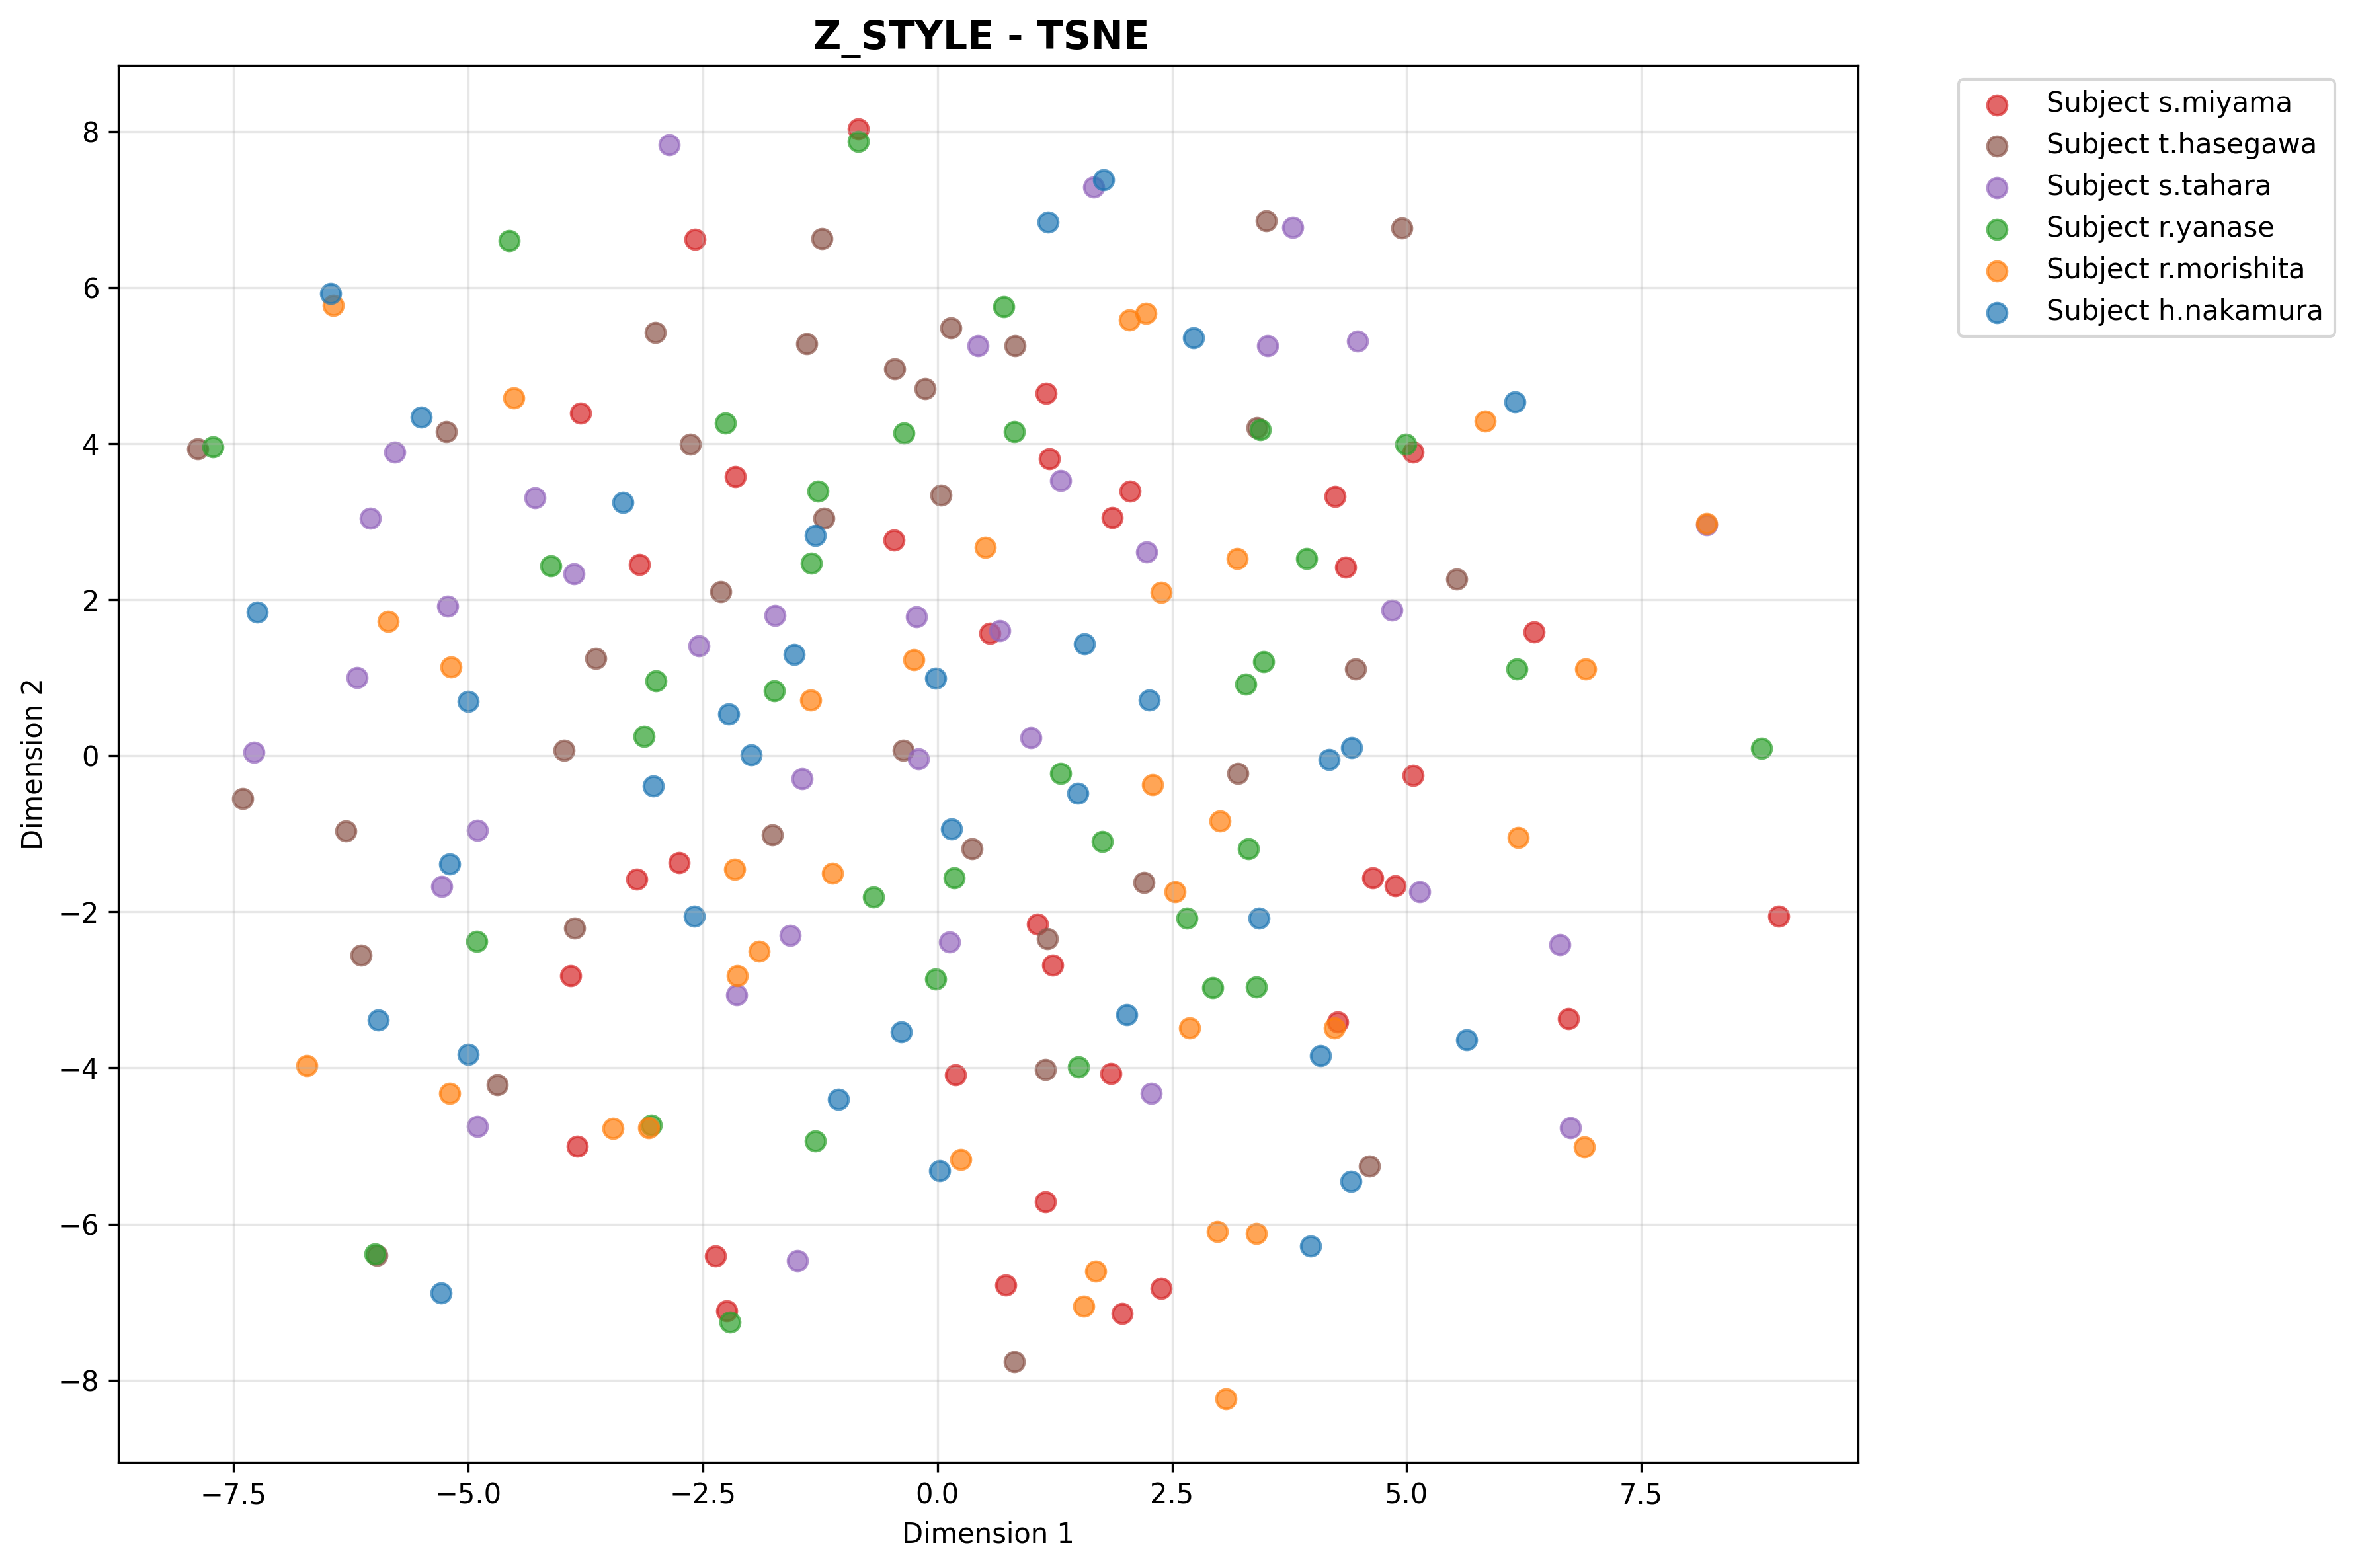 Z_STYLE - TSNE
Subject s.miyama
Subject t.hasegawa
Subject s.tahara
Subject r.yanase
Subject r.morishita
Subject h.nakamura
Dimension 2
8
6
4
2
0
−2
−4
−6
−8
−7.5 −5.0 −2.5 0.0 2.5 5.0 7.5
Dimension 1